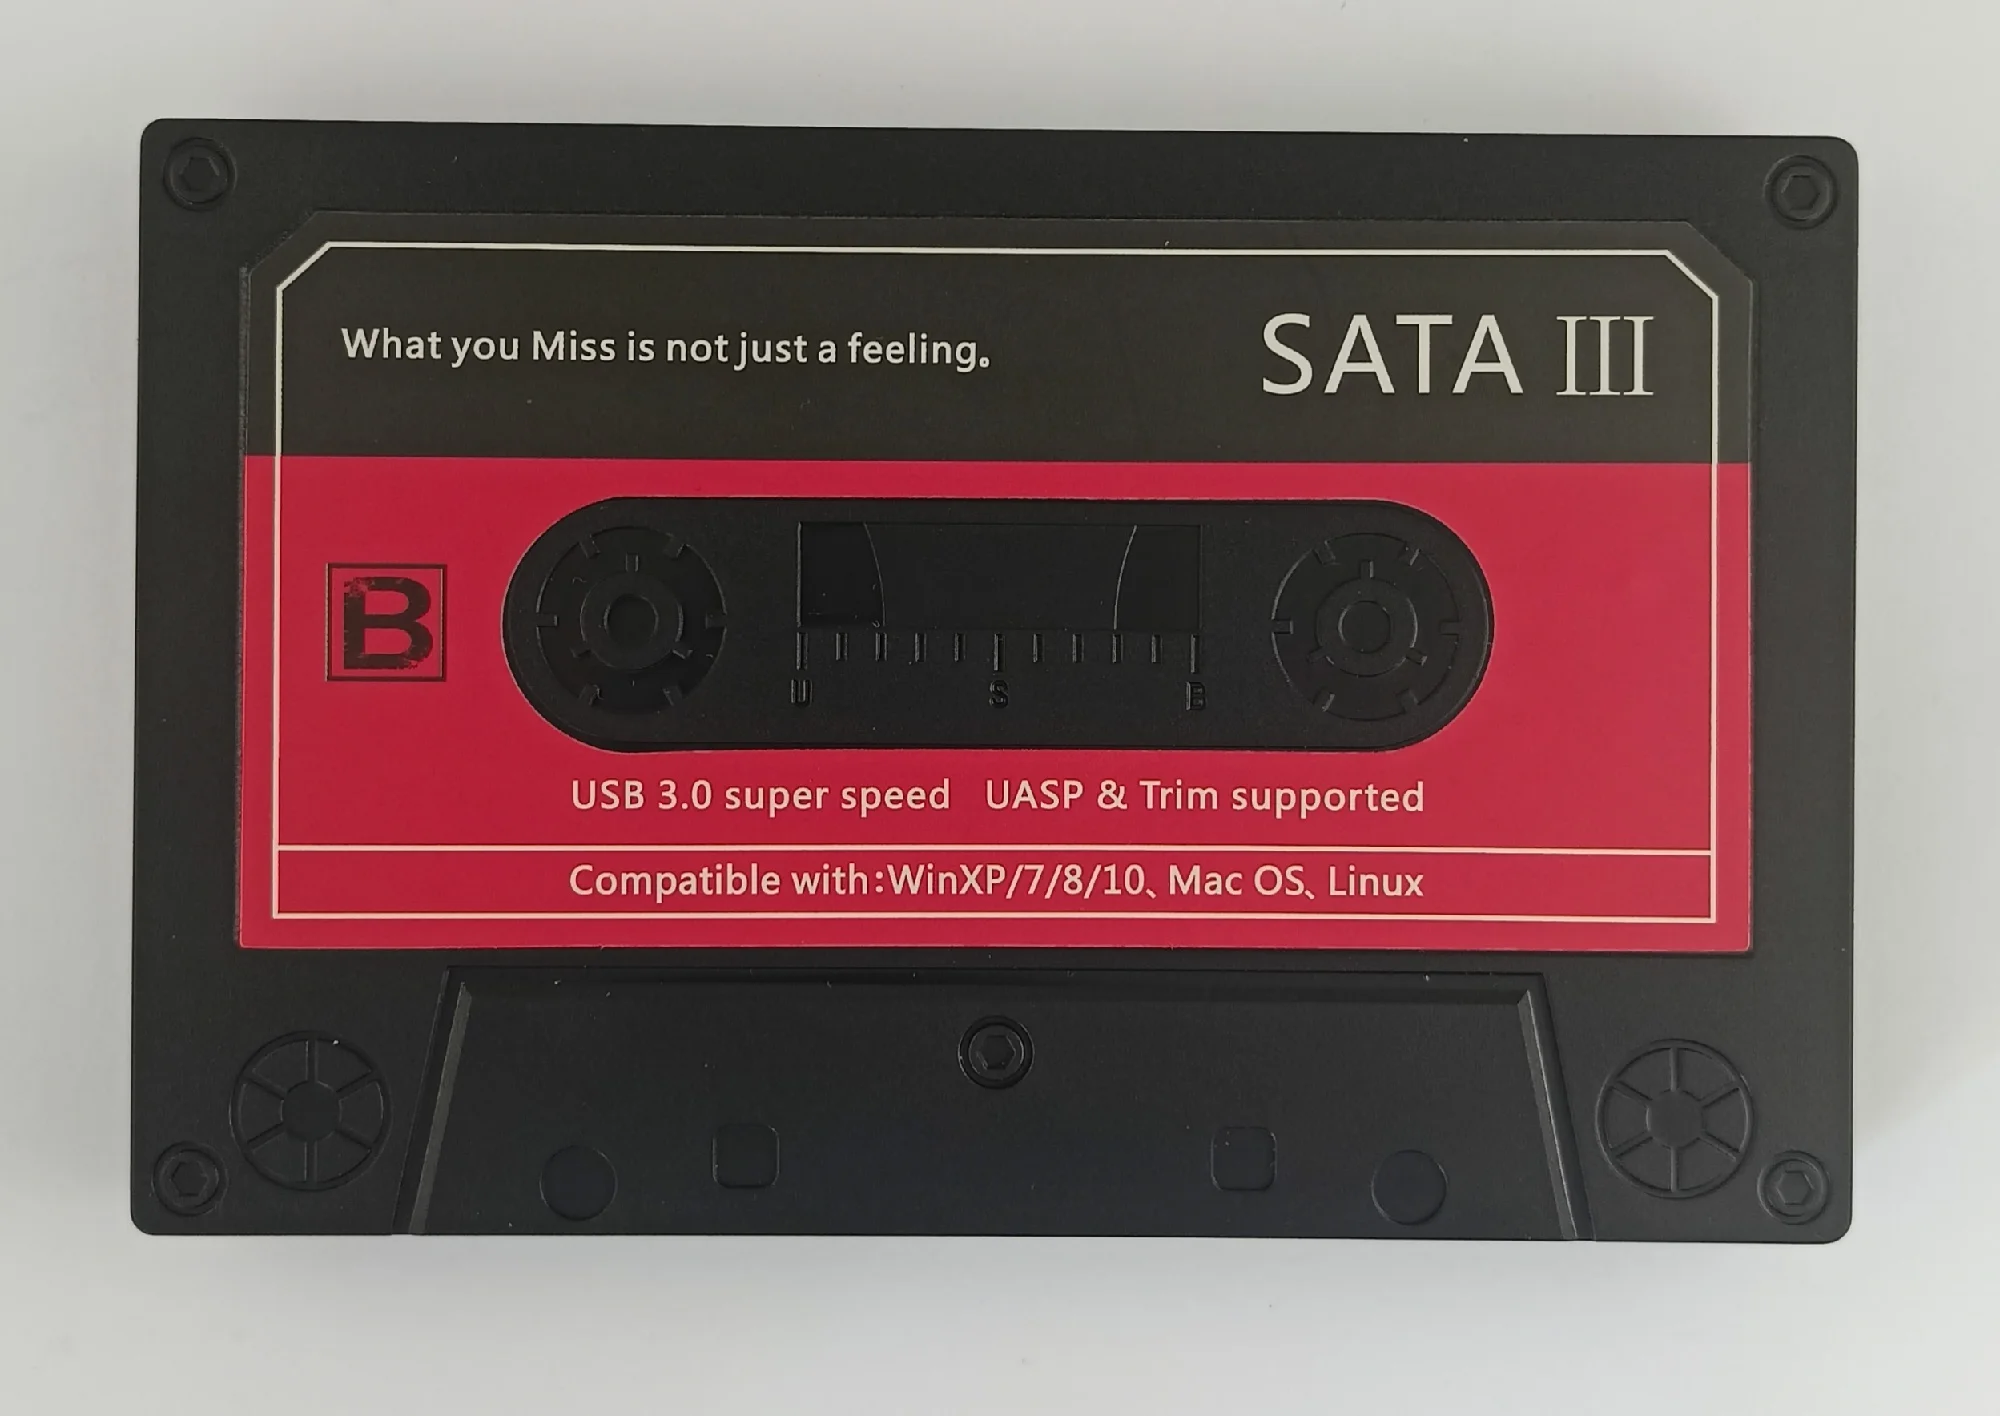 What you Miss is not just a feeling。
SATA III
B
U S B
USB 3.0 super speed UASP & Trim supported
Compatible with:WinXP/7/8/10、Mac OS、Linux